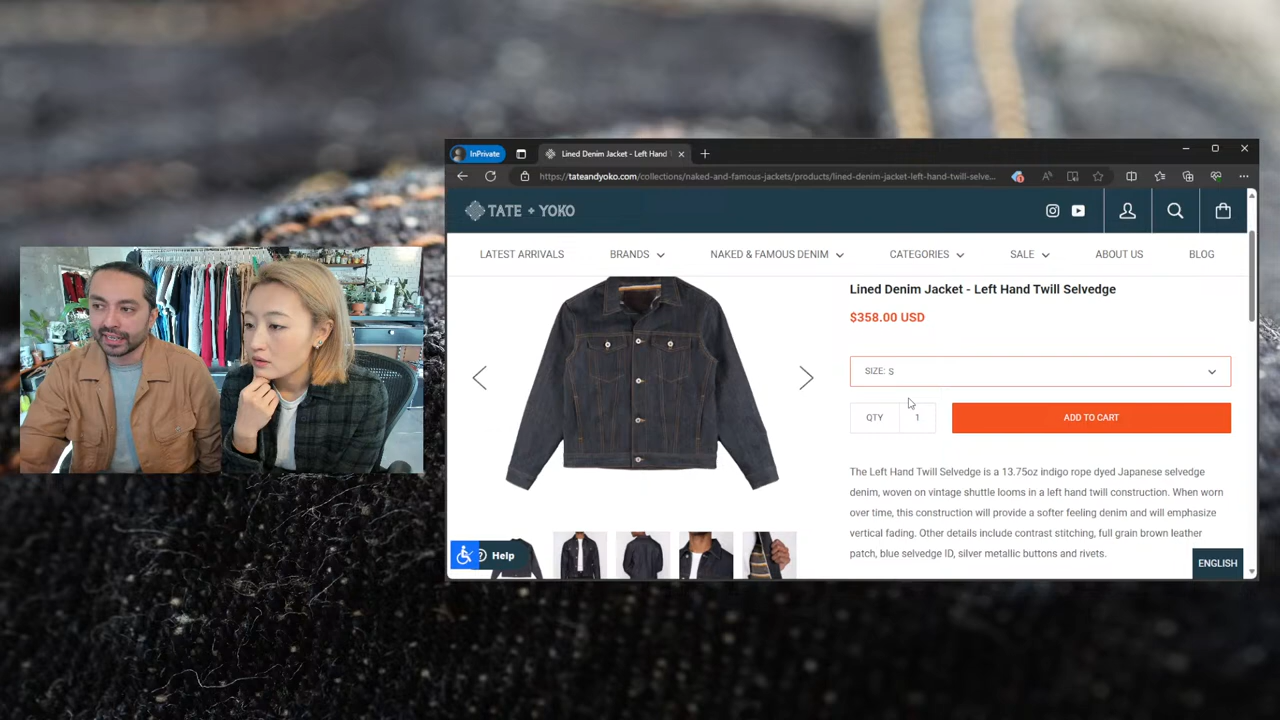 InPrivate
Lined Denim Jacket - Left Hand
https://tateandyoko.com/collections/naked-and-famous-jackets/products/lined-denim-jacket-left-hand-twill-selve...
TATE + YOKO
LATEST ARRIVALS BRANDS NAKED & FAMOUS DENIM CATEGORIES SALE ABOUT US BLOG
Lined Denim Jacket - Left Hand Twill Selvedge
$358.00 USD
SIZE: S
QTY 1 ADD TO CART
The Left Hand Twill Selvedge is a 13.75oz indigo rope dyed Japanese selvedge
denim, woven on vintage shuttle looms in a left hand twill construction. When worn
over time, this construction will provide a softer feeling denim and will emphasize
vertical fading. Other details include contrast stitching, full grain brown leather
patch, blue selvedge ID, silver metallic buttons and rivets.
Help
ENGLISH